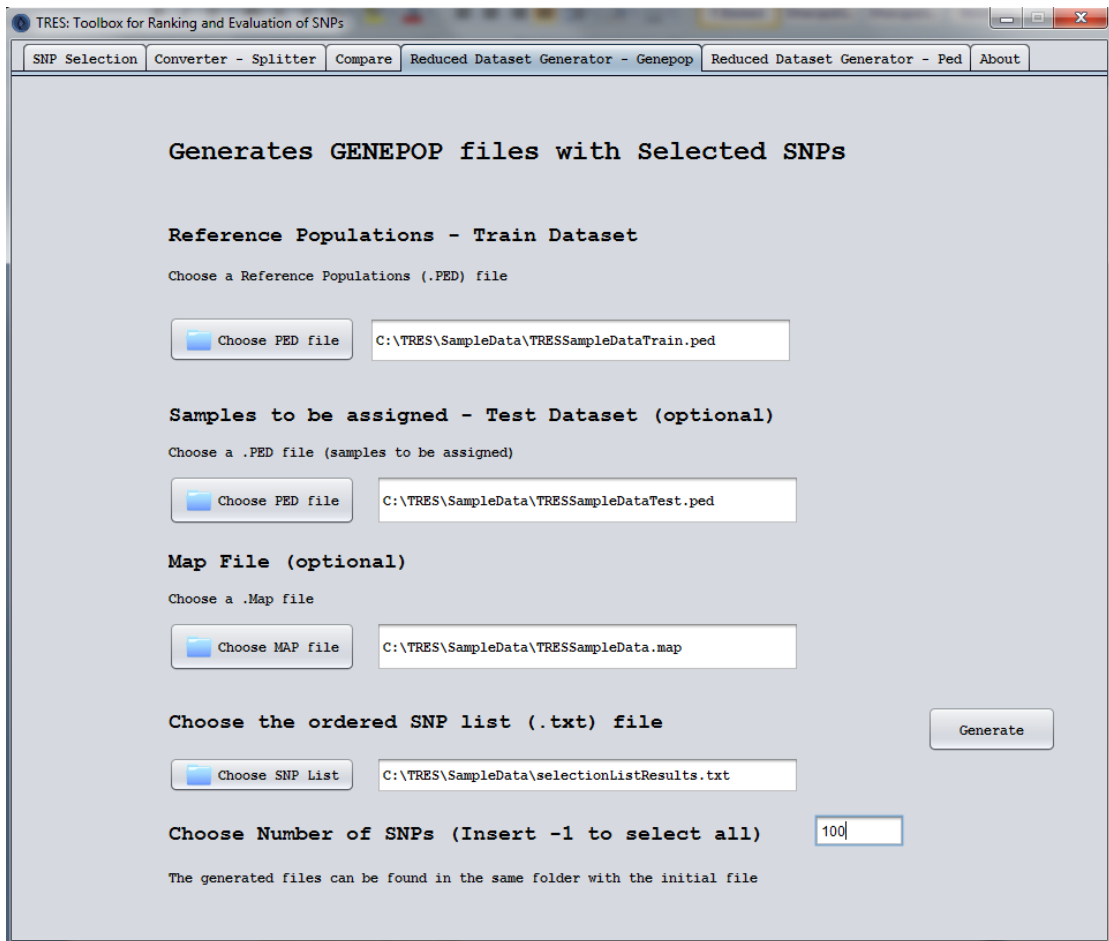 TRES: Toolbox for Ranking and Evaluation of SNPs
SNP Selection Converter - Splitter Compare Reduced Dataset Generator - Genepop Reduced Dataset Generator - Ped About
Generates GENEPOP files with Selected SNPs
Reference Populations - Train Dataset
Choose a Reference Populations (.PED) file
Choose PED file C:\TRES\SampleData\TRESSampleDataTrain.ped
Samples to be assigned - Test Dataset (optional)
Choose a .PED file (samples to be assigned)
Choose PED file C:\TRES\SampleData\TRESSampleDataTest.ped
Map File (optional)
Choose a .Map file
Choose MAP file C:\TRES\SampleData\TRESSampleData.map
Choose the ordered SNP list (.txt) file
Generate
Choose SNP List C:\TRES\SampleData\selectionListResults.txt
Choose Number of SNPs (Insert -1 to select all) 100
The generated files can be found in the same folder with the initial file